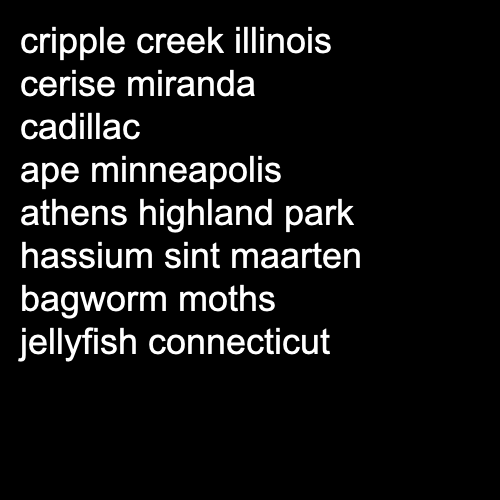 cripple creek illinois
cerise miranda
cadillac
ape minneapolis
athens highland park
hassium sint maarten
bagworm moths
jellyfish connecticut